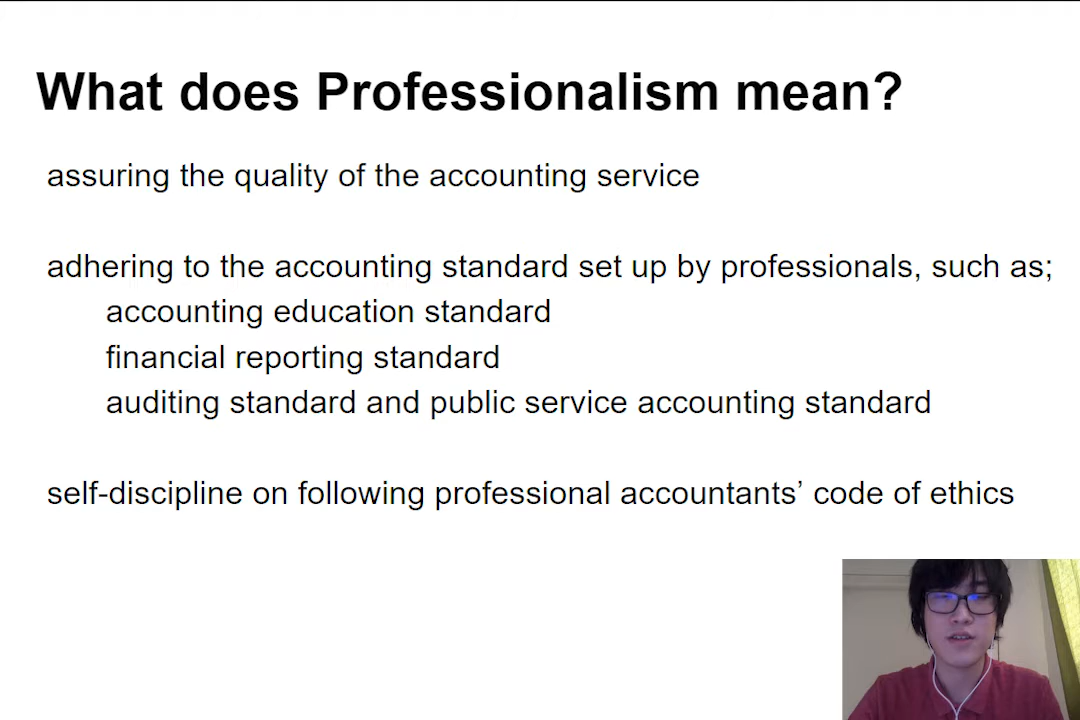 What does Professionalism mean?
assuring the quality of the accounting service
adhering to the accounting standard set up by professionals, such as;
accounting education standard
financial reporting standard
auditing standard and public service accounting standard
self-discipline on following professional accountants’ code of ethics